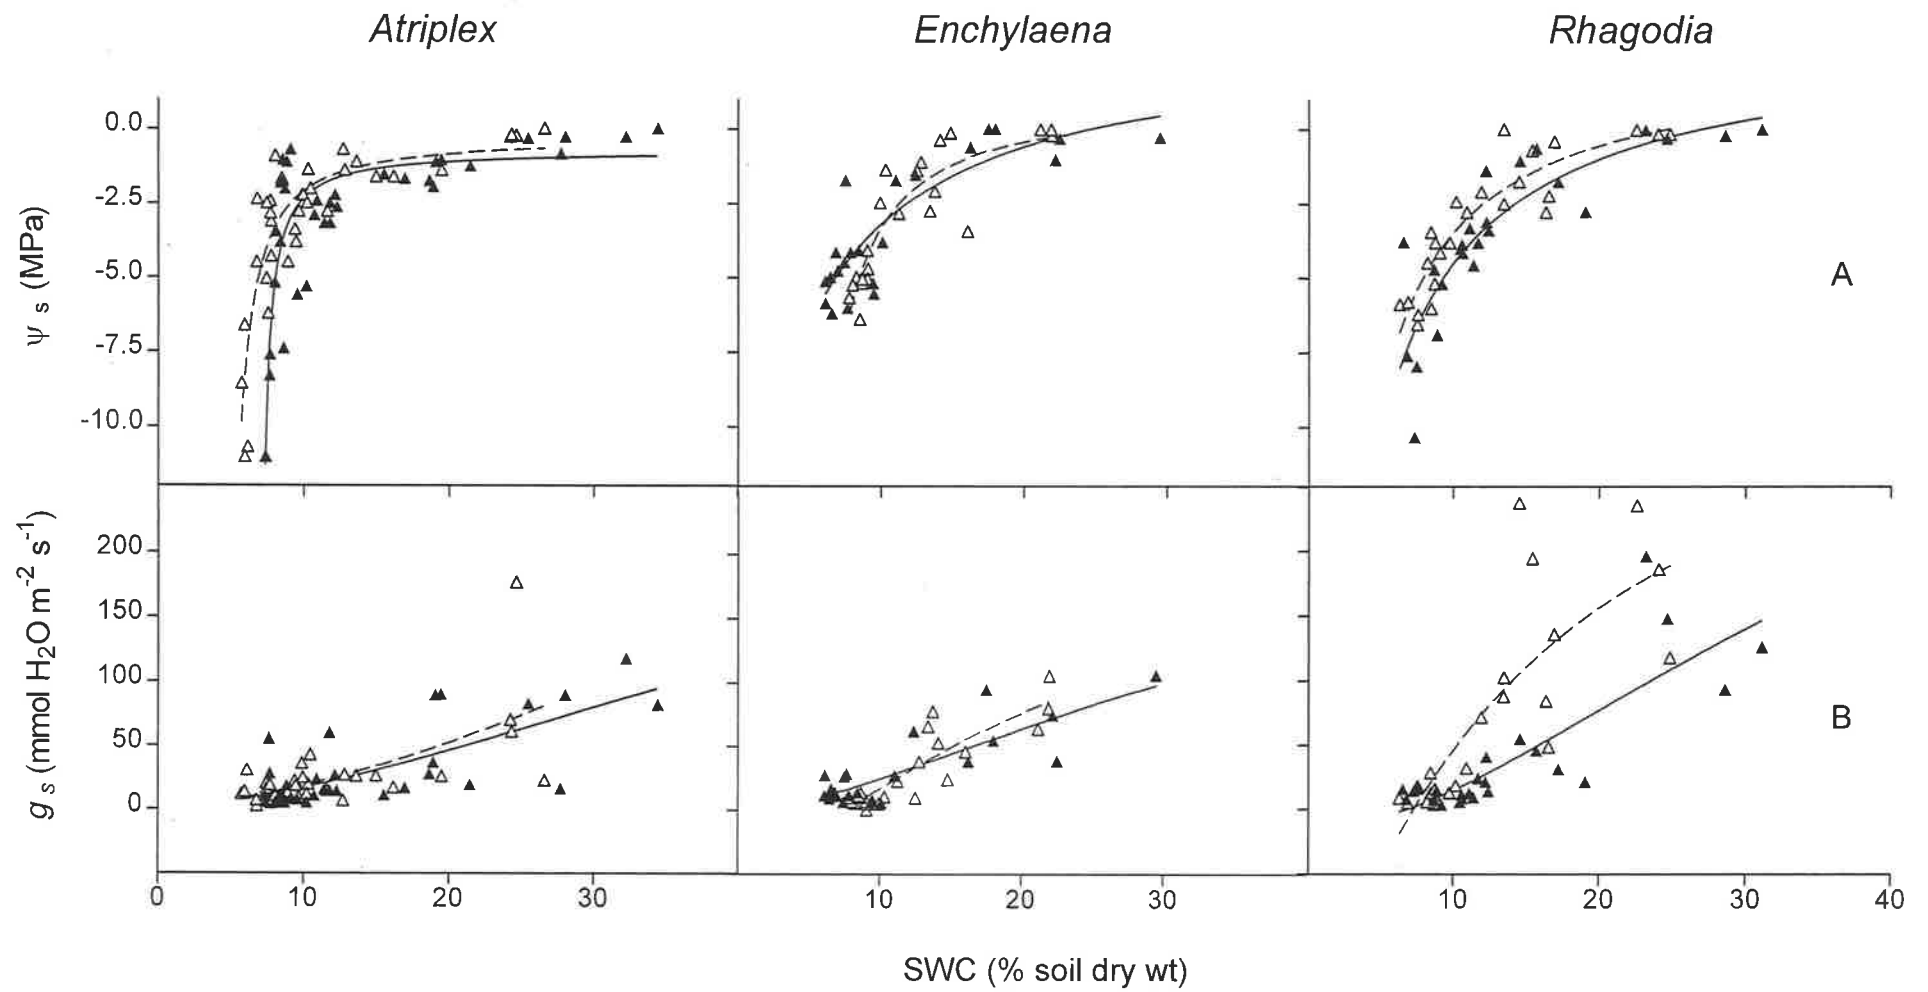 Atriplex Enchylaena Rhagodia
0.0
-2.5
-5.0
-7.5
-10.0
ψ s (MPa)
A
200
150
100
50
0
g s (mmol H2O m-2 s-1)
B
0 10 20 30 10 20 30 10 20 30 40
SWC (% soil dry wt)